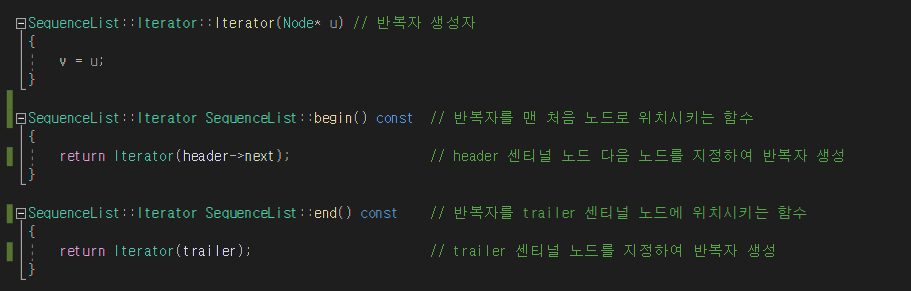 SequenceList::Iterator::Iterator(Node* u) // 반복자 생성자
{
v = u;
}
SequenceList::Iterator SequenceList::begin() const // 반복자를 맨 처음 노드로 위치시키는 함수
{
return Iterator(header->next); // header 센티널 노드 다음 노드를 지정하여 반복자 생성
}
SequenceList::Iterator SequenceList::end() const // 반복자를 trailer 센티널 노드에 위치시키는 함수
{
return Iterator(trailer); // trailer 센티널 노드를 지정하여 반복자 생성
}